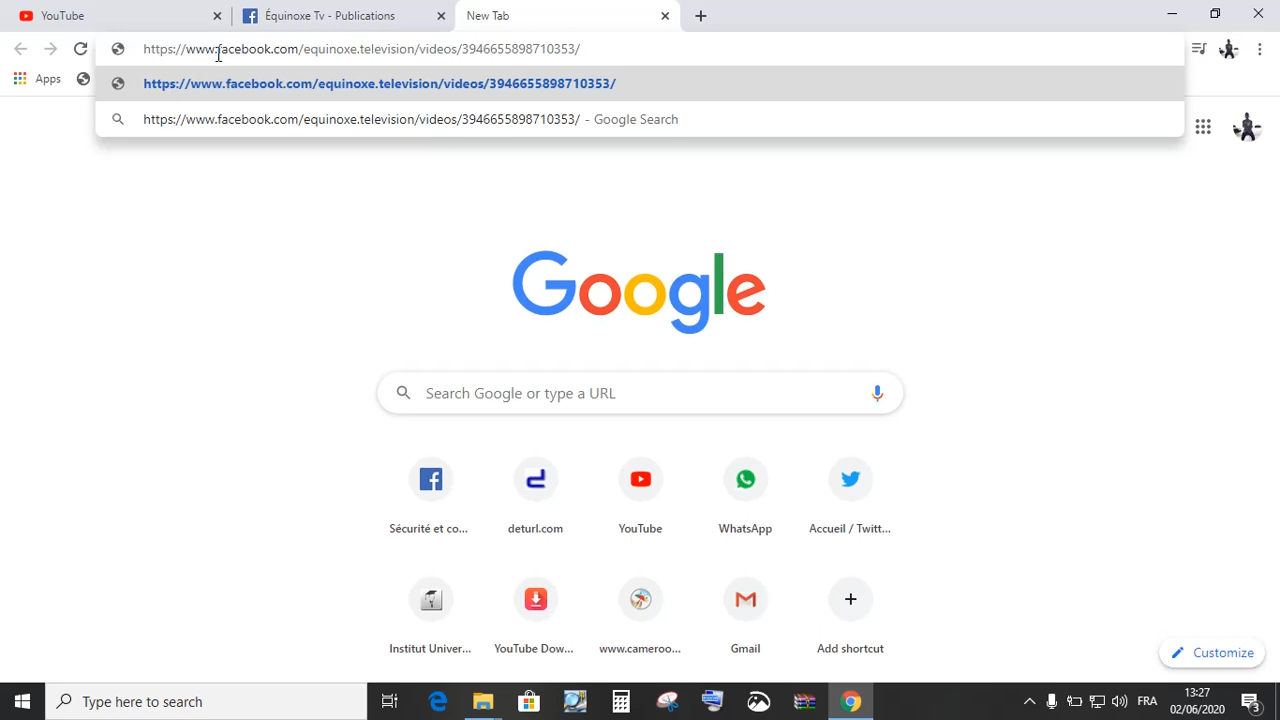 YouTube
Équinoxe Tv - Publications
New Tab
https://www.facebook.com/equinoxe.television/videos/3946655898710353/
Apps
https://www.facebook.com/equinoxe.television/videos/3946655898710353/
https://www.facebook.com/equinoxe.television/videos/3946655898710353/ - Google Search
Google
Search Google or type a URL
Sécurité et co...
deturl.com
YouTube
WhatsApp
Accueil / Twitt...
Institut Univer...
YouTube Dow...
www.cameroo...
Gmail
Add shortcut
Customize
Type here to search
FRA
13:27
02/06/2020
3